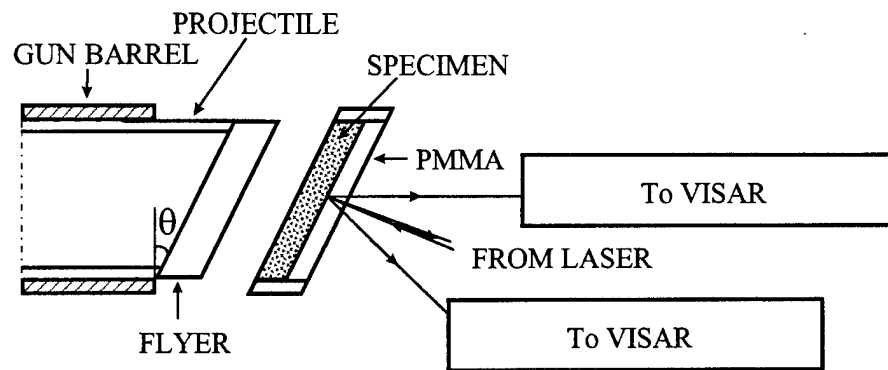 PROJECTILE
GUN BARREL
SPECIMEN
PMMA
To VISAR
θ
FROM LASER
To VISAR
FLYER